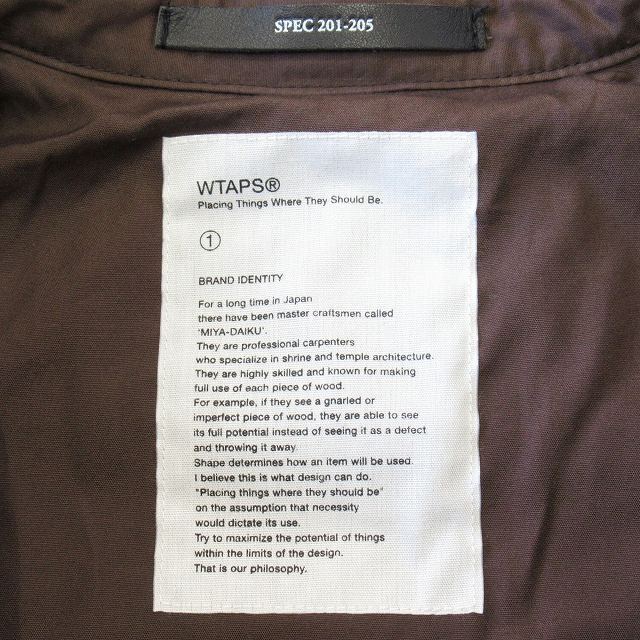 SPEC 201-205
WTAPS®
Placing Things Where They Should Be.
①
BRAND IDENTITY
For a long time in Japan
there have been master craftsmen called
'MIYA-DAIKU'.
They are professional carpenters
who specialize in shrine and temple architecture.
They are highly skilled and known for making
full use of each piece of wood.
For example, if they see a gnarled or
imperfect piece of wood, they are able to see
its full potential instead of seeing it as a defect
and throwing it away.
Shape determines how an item will be used.
I believe this is what design can do.
"Placing things where they should be"
on the assumption that necessity
would dictate its use.
Try to maximize the potential of things
within the limits of the design.
That is our philosophy.